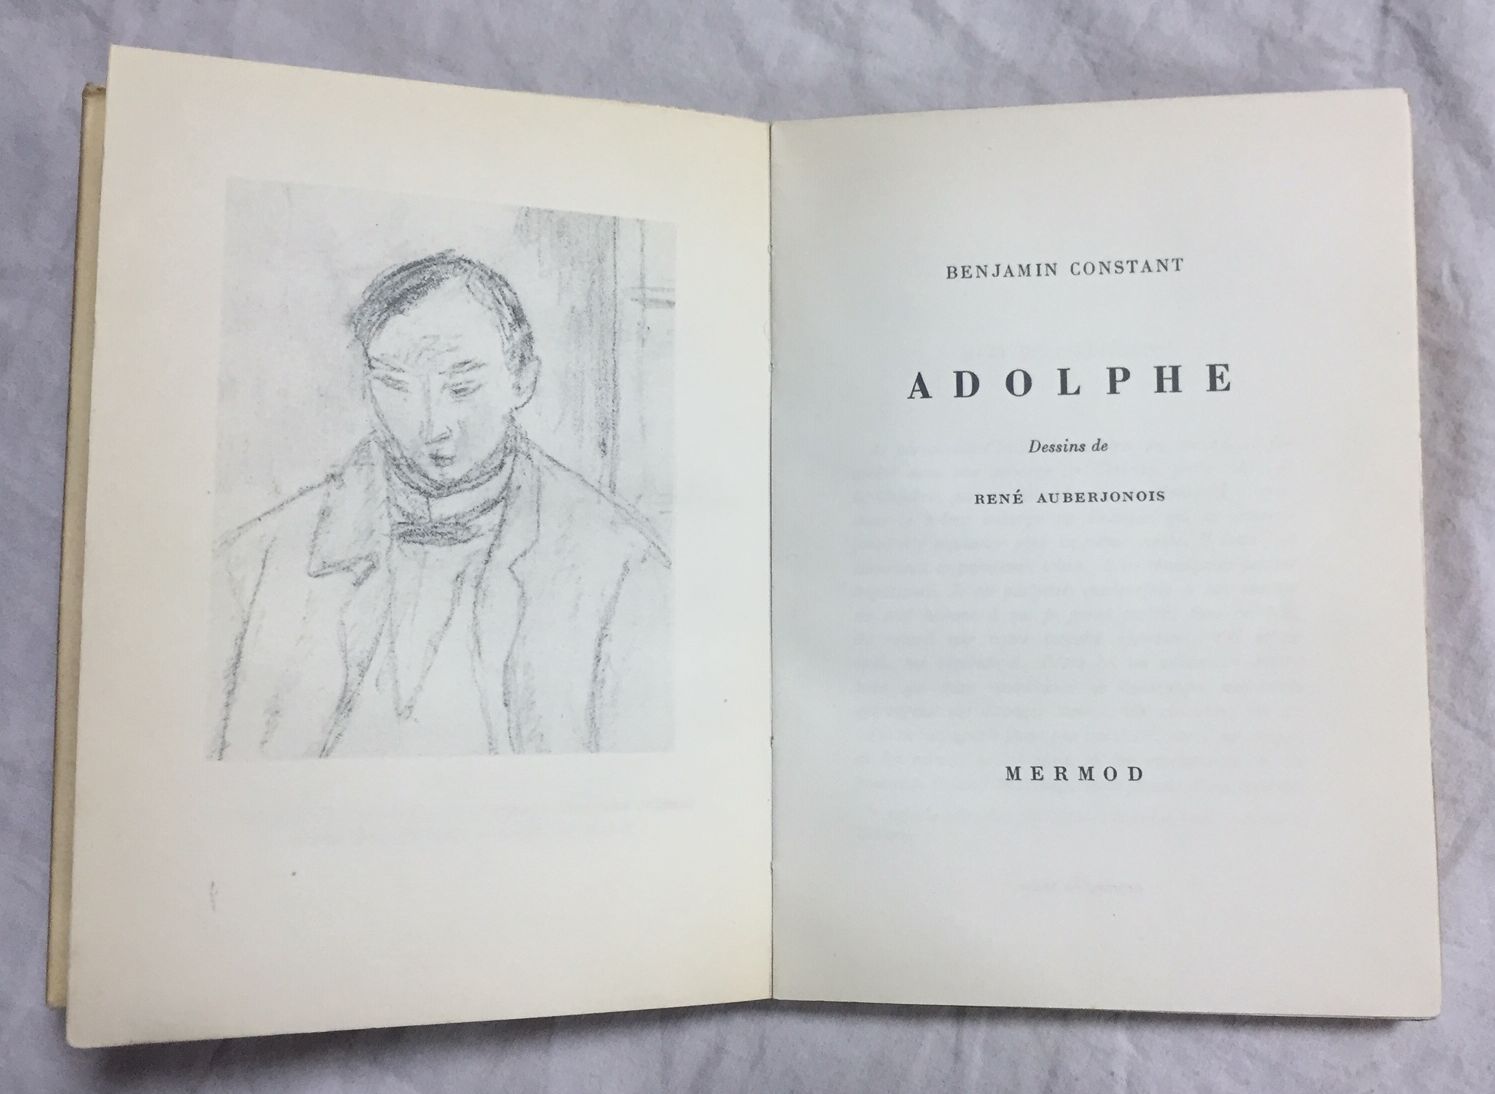 BENJAMIN CONSTANT
ADOLPHE
Dessins de
RENÉ AUBERJONOIS
MERMOD